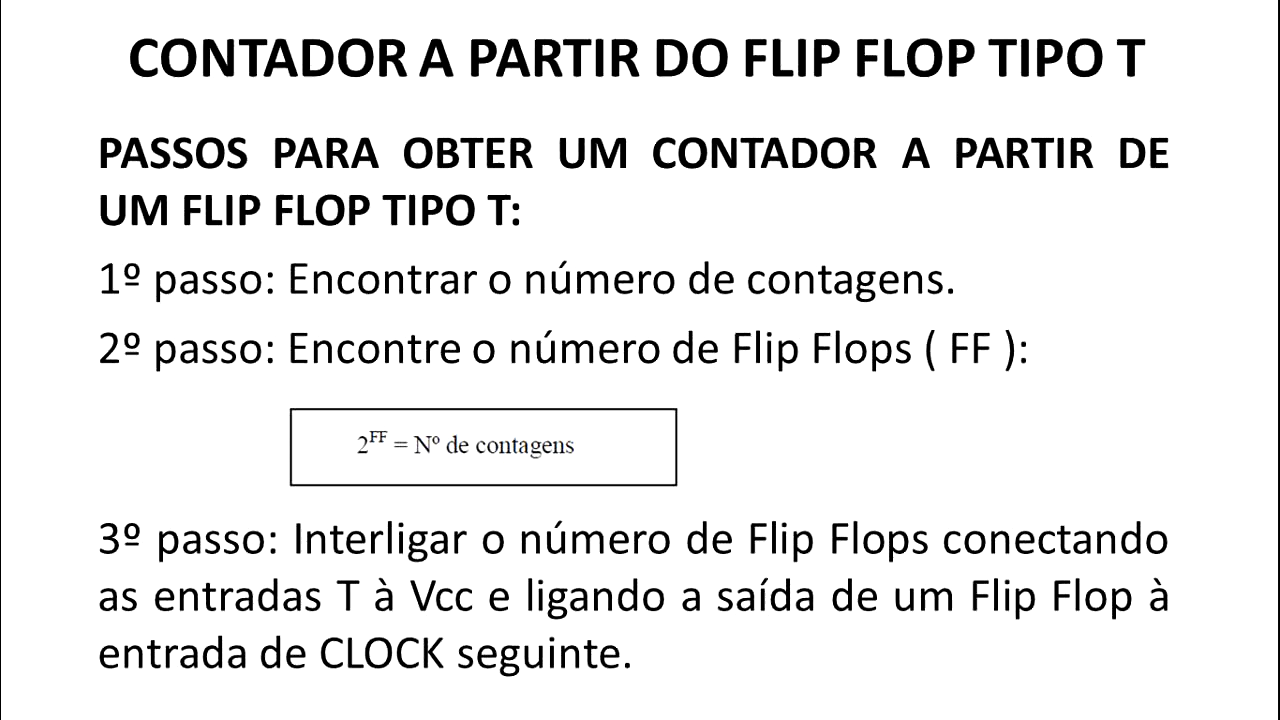 CONTADOR A PARTIR DO FLIP FLOP TIPO T
PASSOS PARA OBTER UM CONTADOR A PARTIR DE
UM FLIP FLOP TIPO T:
1º passo: Encontrar o número de contagens.
2º passo: Encontre o número de Flip Flops ( FF ):
2^FF = Nº de contagens
3º passo: Interligar o número de Flip Flops conectando
as entradas T à Vcc e ligando a saída de um Flip Flop à
entrada de CLOCK seguinte.